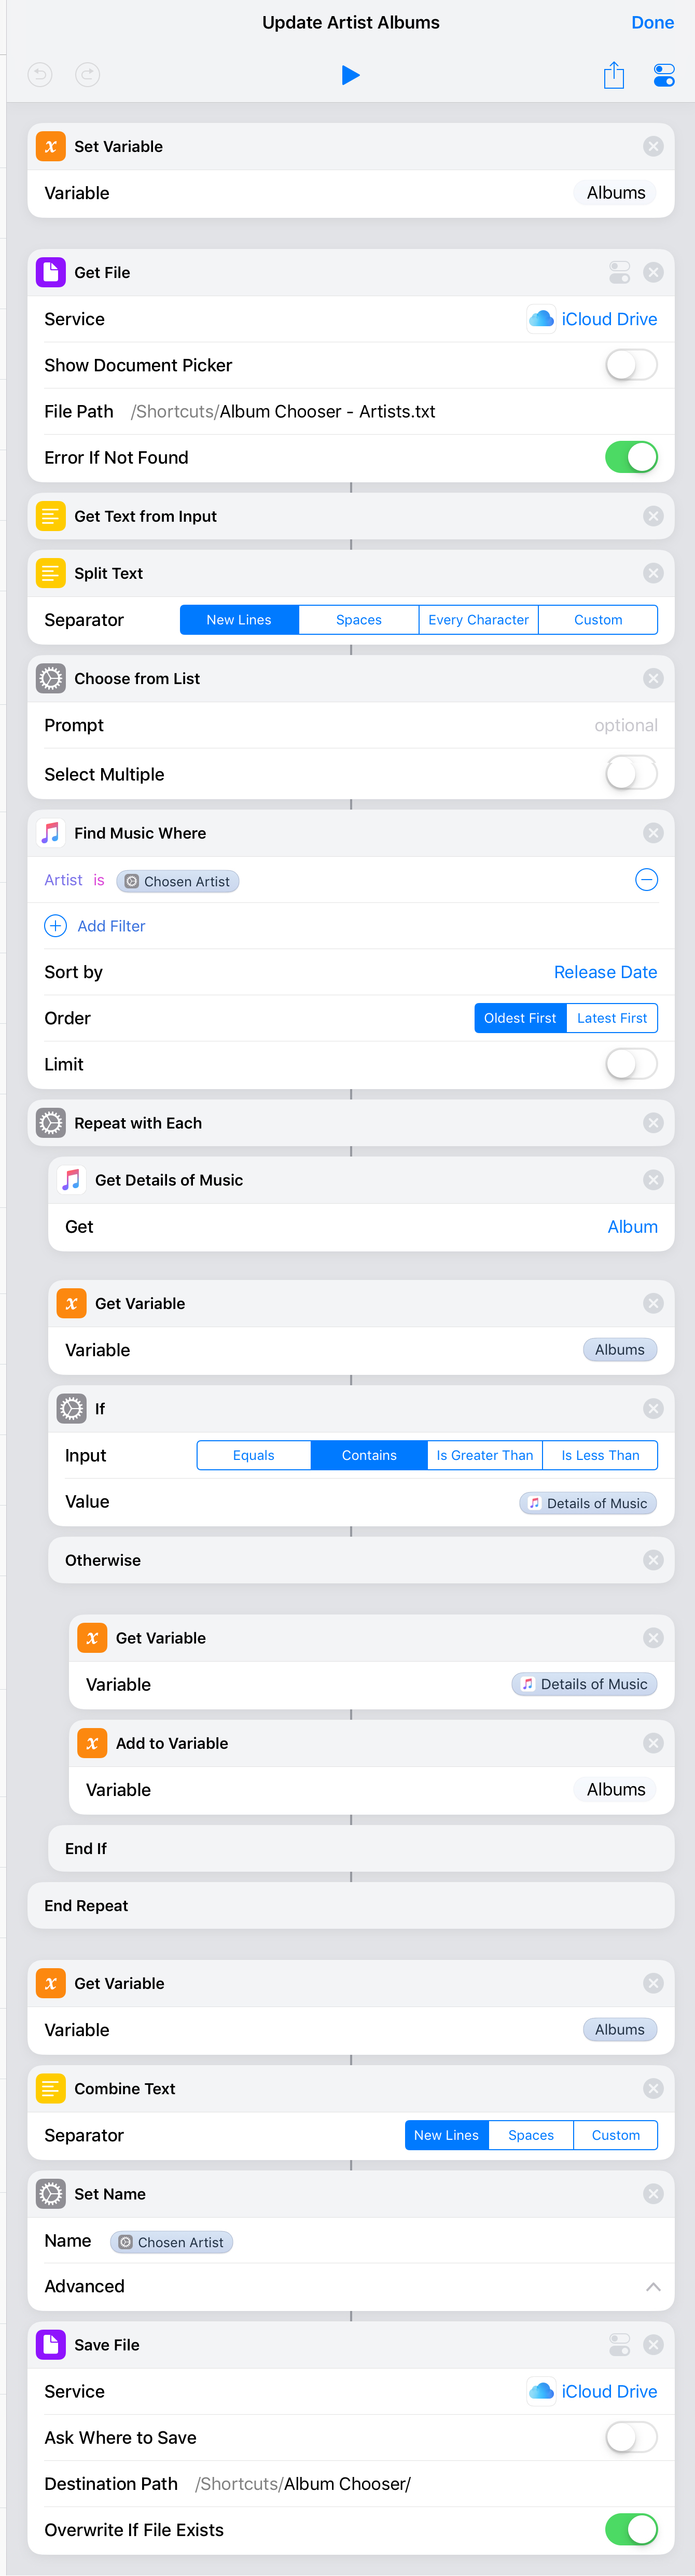 Update Artist Albums Done
Set Variable
Variable Albums
Get File
Service iCloud Drive
Show Document Picker
File Path /Shortcuts/Album Chooser - Artists.txt
Error If Not Found
Get Text from Input
Split Text
Separator New Lines Spaces Every Character Custom
Choose from List
Prompt optional
Select Multiple
Find Music Where
Artist is Chosen Artist
Add Filter
Sort by Release Date
Order Oldest First Latest First
Limit
Repeat with Each
Get Details of Music
Get Album
x Get Variable
Variable Albums
If
Input Equals Contains Is Greater Than Is Less Than
Value Details of Music
Otherwise
x Get Variable
Variable Details of Music
x Add to Variable
Variable Albums
End If
End Repeat
x Get Variable
Variable Albums
Combine Text
Separator New Lines Spaces Custom
Set Name
Name Chosen Artist
Advanced
Save File
Service iCloud Drive
Ask Where to Save
Destination Path /Shortcuts/Album Chooser/
Overwrite If File Exists